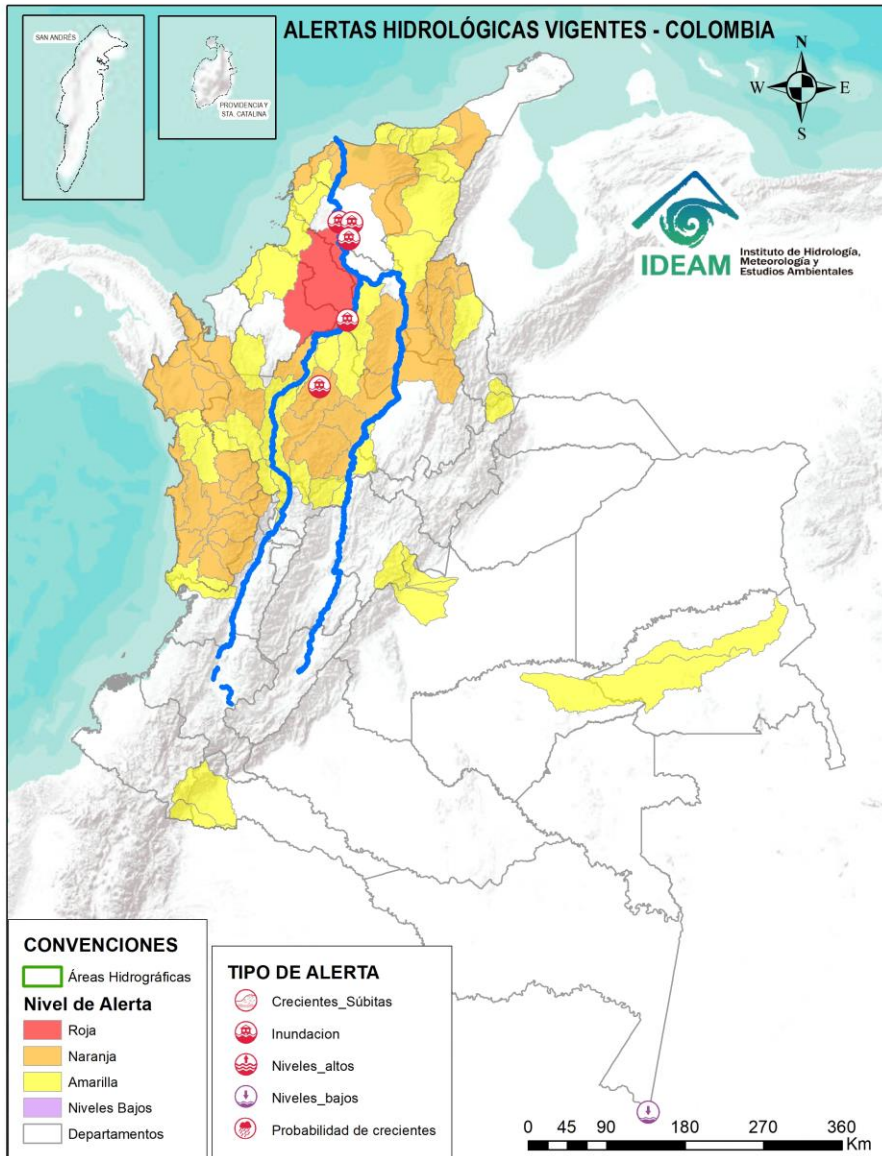 ALERTAS HIDROLÓGICAS VIGENTES - COLOMBIA
SAN ANDRÉS
PROVIDENCIA Y
STA. CATALINA
N
W
E
S
IDEAM
Instituto de Hidrología,
Meteorología y
Estudios Ambientales
CONVENCIONES
Áreas Hidrográficas
Nivel de Alerta
Roja
Naranja
Amarilla
Niveles Bajos
Departamentos
TIPO DE ALERTA
Crecientes_Súbitas
Inundacion
Niveles_altos
Niveles_bajos
Probabilidad de crecientes
0 45 90 180 270 360
Km